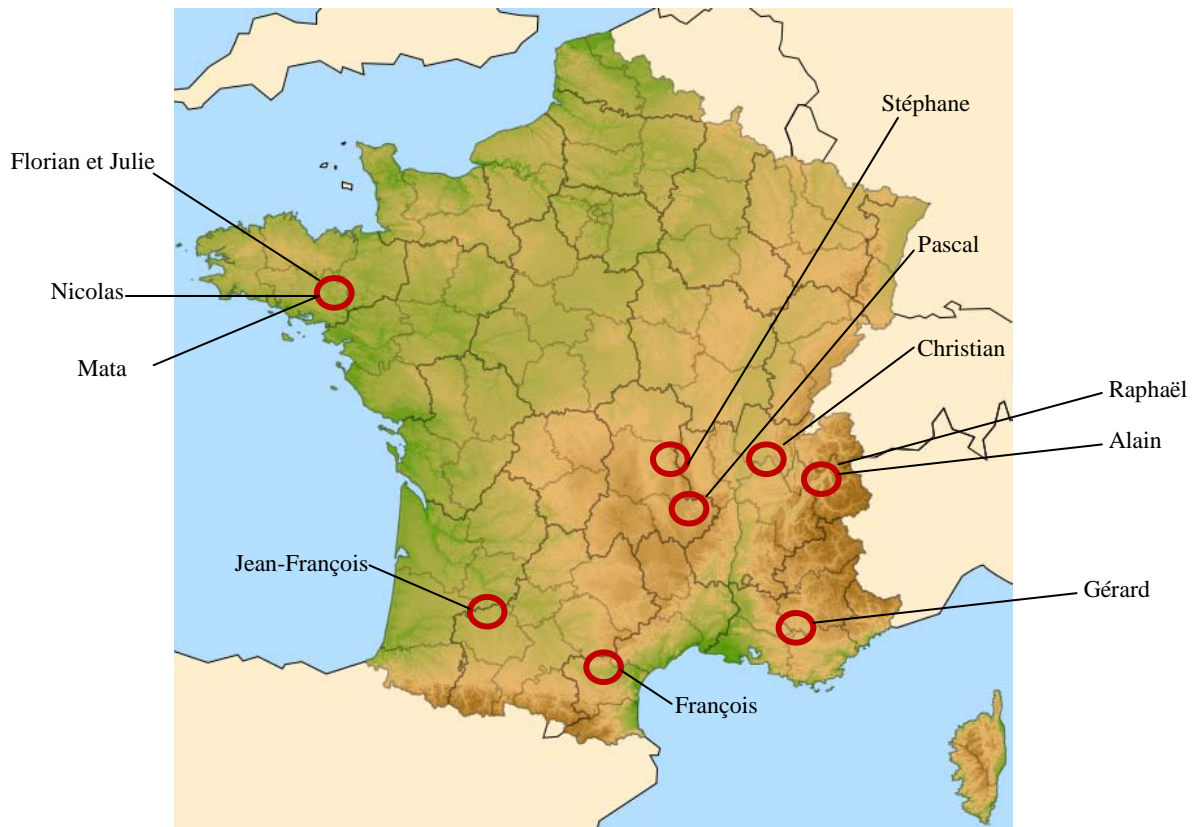 Stéphane
Florian et Julie
Pascal
Nicolas
Christian
Mata
Raphaël
Alain
Jean-François
Gérard
François